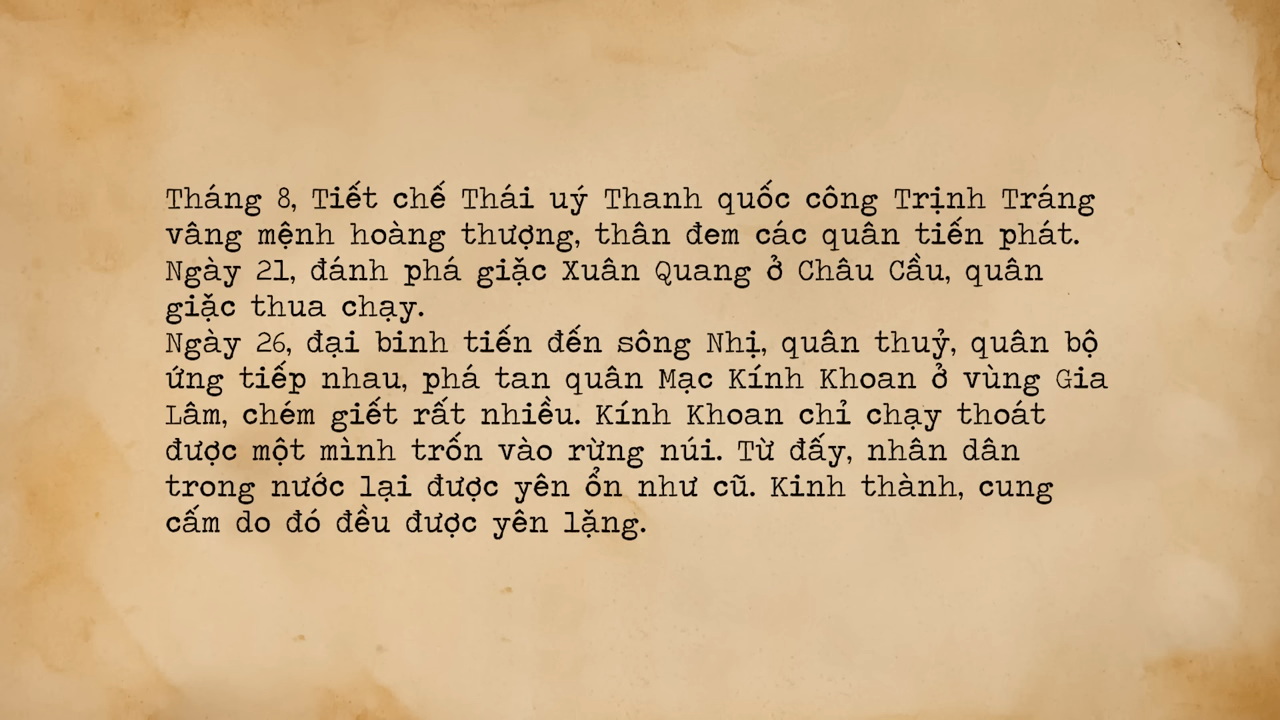 Tháng 8, Tiết chế Thái uý Thanh quốc công Trịnh Tráng
vâng mệnh hoàng thượng, thân đem các quân tiến phát.
Ngày 21, đánh phá giặc Xuân Quang ở Châu Cầu, quân
giặc thua chạy.
Ngày 26, đại binh tiến đến sông Nhị, quân thuỷ, quân bộ
ứng tiếp nhau, phá tan quân Mạc Kính Khoan ở vùng Gia
Lâm, chém giết rất nhiều. Kính Khoan chỉ chạy thoát
được một mình trốn vào rừng núi. Từ đấy, nhân dân
trong nước lại được yên ổn như cũ. Kinh thành, cung
cấm do đó đều được yên lặng.